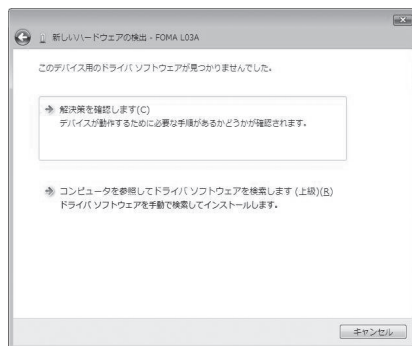 新しいハードウェアの検出 - FOMA L03A
このデバイス用のドライバ ソフトウェアが見つかりませんでした。
解決策を確認します(C)
デバイスが動作するために必要な手順があるかどうかが確認されます。
コンピュータを参照してドライバ ソフトウェアを検索します (上級)(R)
ドライバ ソフトウェアを手動で検索してインストールします。
キャンセル